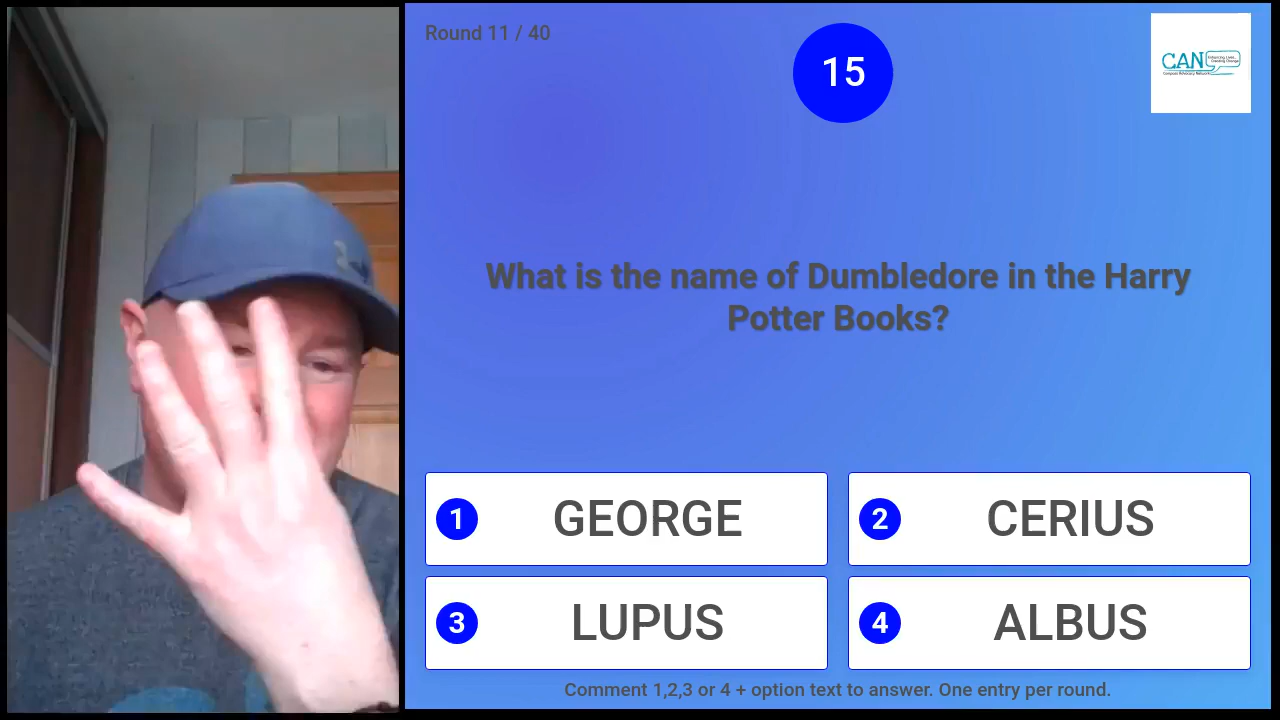 Round 11 / 40
15
CAN
What is the name of Dumbledore in the Harry
Potter Books?
1 GEORGE
2 CERIUS
3 LUPUS
4 ALBUS
Comment 1,2,3 or 4 + option text to answer. One entry per round.